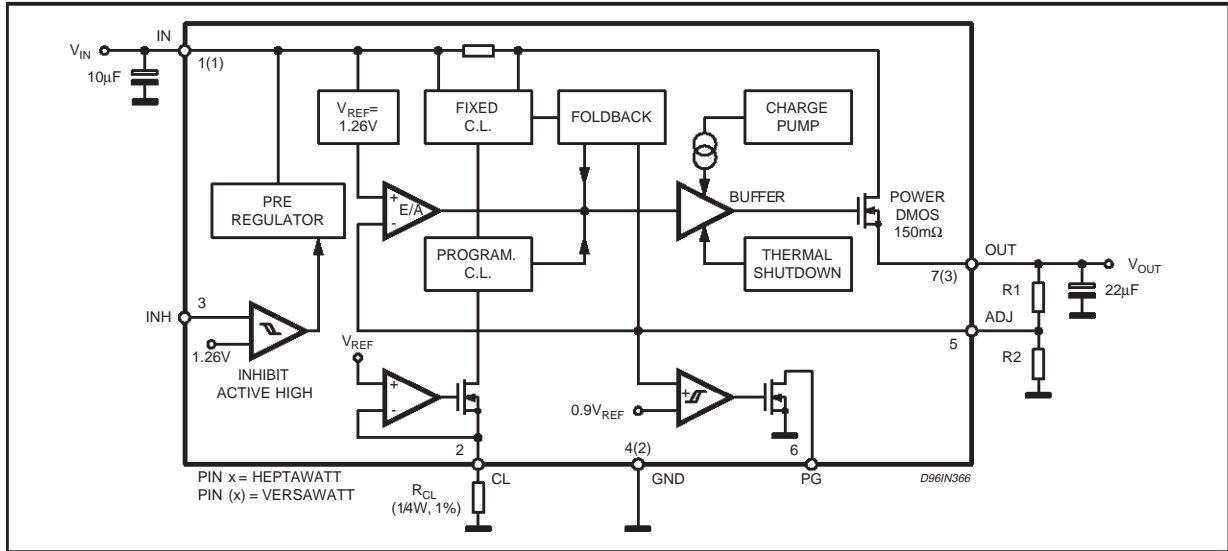 IN
V_IN
1(1)
10µF
V_REF=
1.26V
FIXED
C.L.
FOLDBACK
CHARGE
PUMP
PRE
REGULATOR
+
E/A
-
BUFFER
POWER
DMOS
150mΩ
PROGRAM.
C.L.
THERMAL
SHUTDOWN
OUT
7(3)
V_OUT
R1
22µF
3
INH
1.26V
INHIBIT
ACTIVE HIGH
V_REF
+
-
ADJ
5
R2
+
0.9V_REF
2
4(2)
6
CL
GND
PG
PIN x = HEPTAWATT
PIN (x) = VERSAWATT
R_CL
(1/4W, 1%)
D96IN366